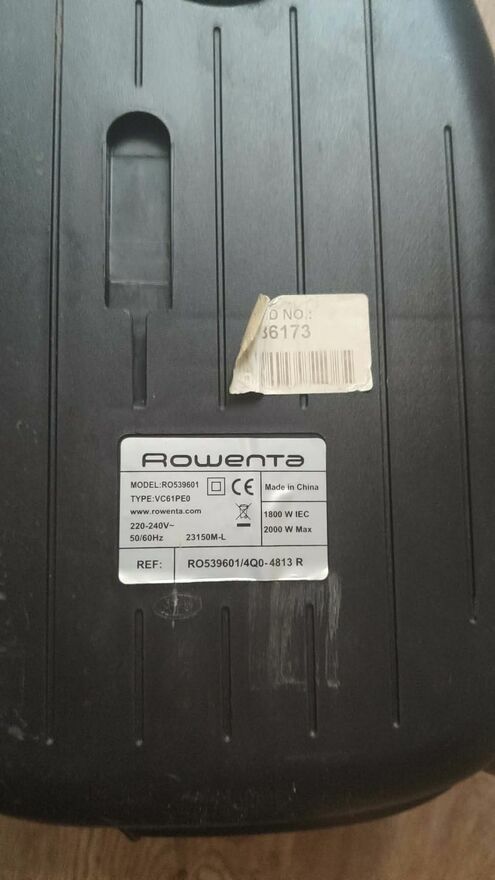 D NO.:
36173
Rowenta
MODEL:RO539601
TYPE:VC61PE0
www.rowenta.com
220-240V~
50/60Hz 23150M-L
CE
Made in China
1800 W IEC
2000 W Max
REF: RO539601/4Q0-4813 R